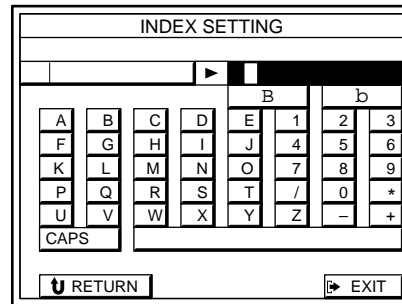 INDEX SETTING
B b
A B C D E 1 2 3
F G H I J 4 5 6
K L M N O 7 8 9
P Q R S T / 0 *
U V W X Y Z – +
CAPS
RETURN EXIT